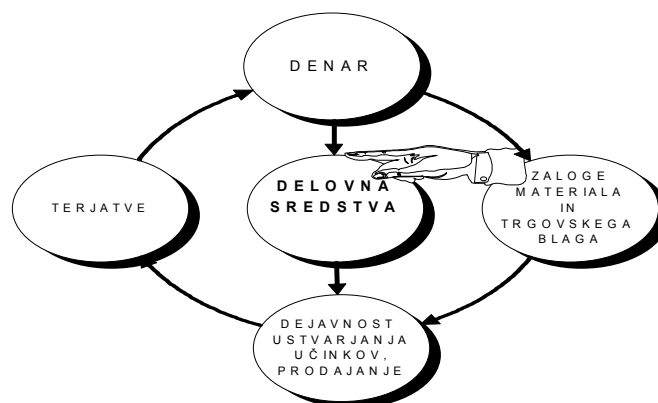 DENAR
TERJATVE
DELOVNA
SREDSTVA
ZALOGE
MATERIALA
IN
TRGOVSKEGA
BLAGA
DEJAVNOST
USTVARJANJA
UČINKOV,
PRODAJANJE